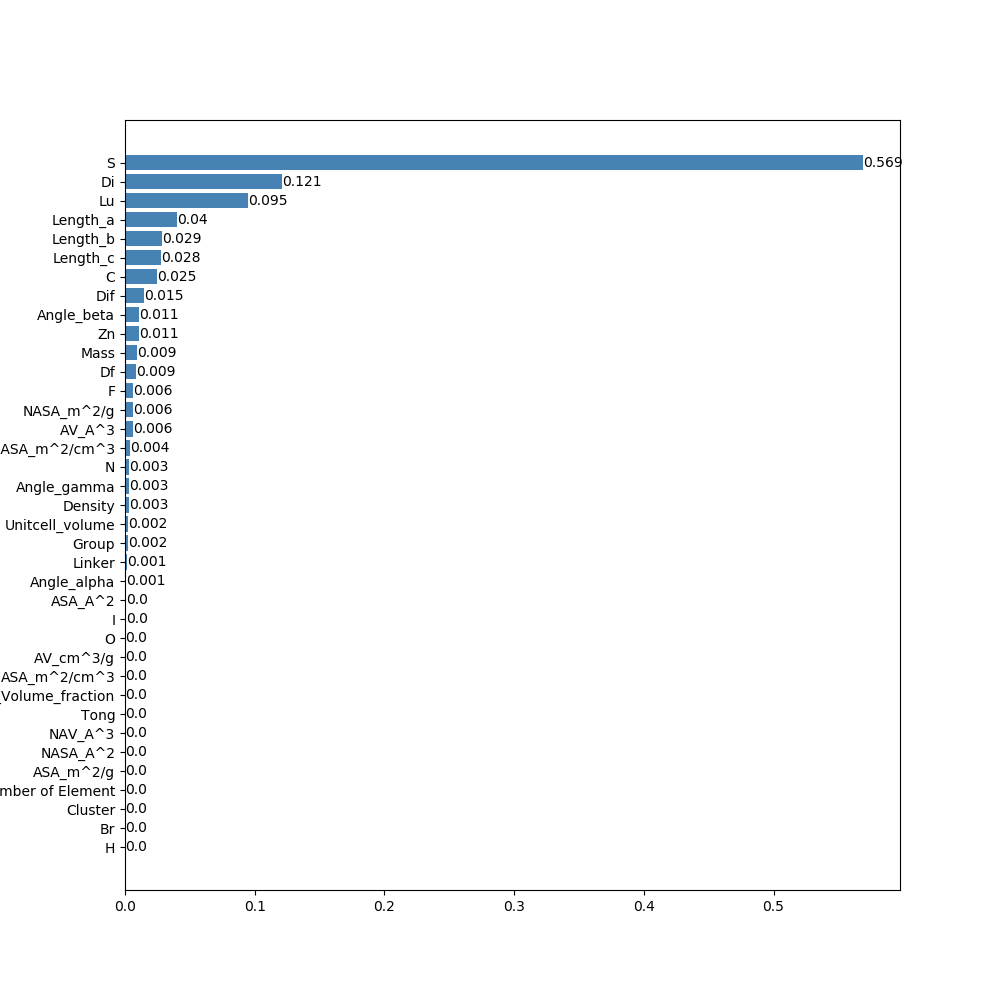 S 0.569
Di 0.121
Lu 0.095
Length_a 0.04
Length_b 0.029
Length_c 0.028
C 0.025
Dif 0.015
Angle_beta 0.011
Zn 0.011
Mass 0.009
Df 0.009
F 0.006
NASA_m^2/g 0.006
AV_A^3 0.006
ASA_m^2/cm^3 0.004
N 0.003
Angle_gamma 0.003
Density 0.003
Unitcell_volume 0.002
Group 0.002
Linker 0.001
Angle_alpha 0.001
ASA_A^2 0.0
I 0.0
O 0.0
AV_cm^3/g 0.0
ASA_m^2/cm^3 0.0
_Volume_fraction 0.0
Tong 0.0
NAV_A^3 0.0
NASA_A^2 0.0
ASA_m^2/g 0.0
mber of Element 0.0
Cluster 0.0
Br 0.0
H 0.0
0.0 0.1 0.2 0.3 0.4 0.5